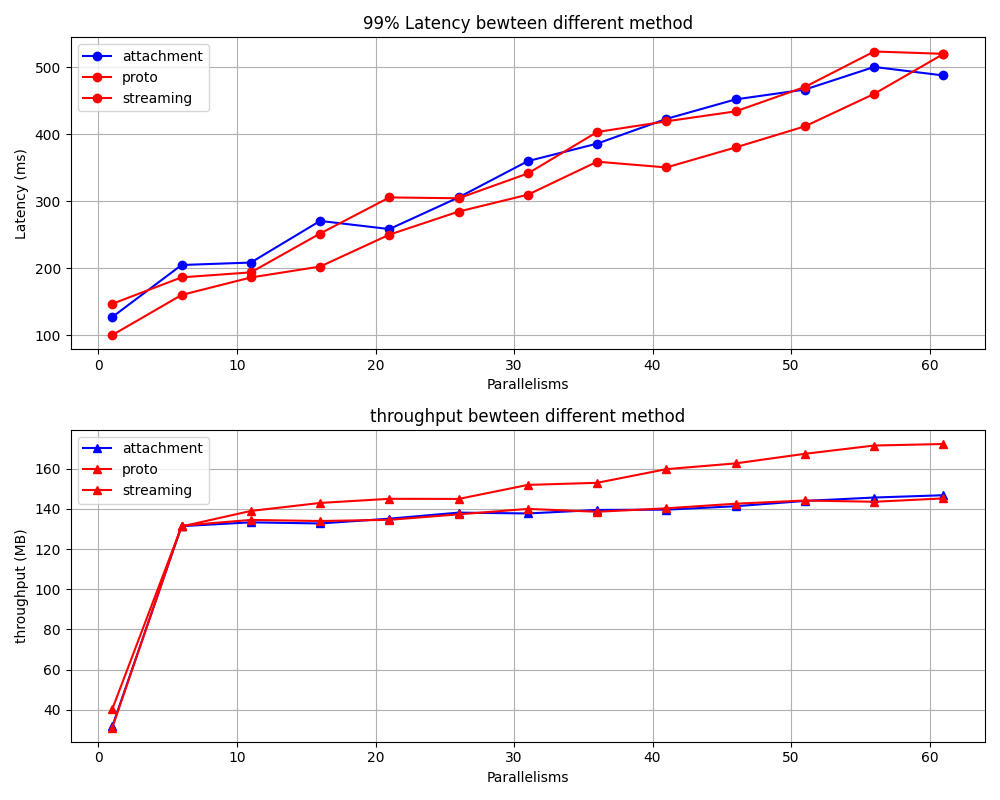 99% Latency bewteen different method
attachment
proto
streaming
Latency (ms)
500
400
300
200
100
0 10 20 30 40 50 60
Parallelisms
throughput bewteen different method
attachment
proto
streaming
throughput (MB)
160
140
120
100
80
60
40
0 10 20 30 40 50 60
Parallelisms